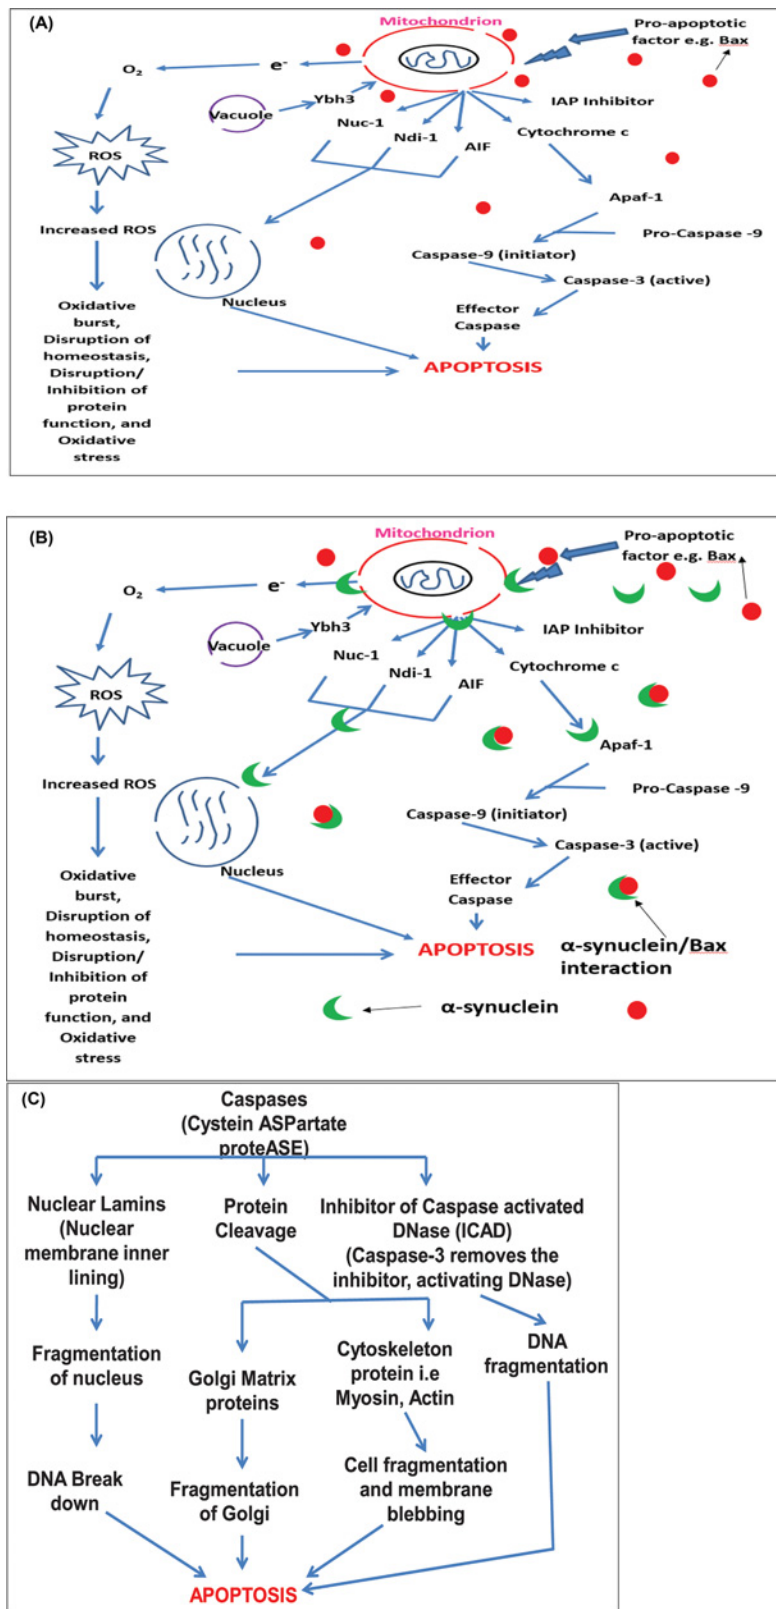 (A)
Mitochondrion
Pro-apoptotic
factor e.g. Bax
O2
e-
Vacuole
Ybh3
Nuc-1
Ndi-1
AIF
IAP Inhibitor
Cytochrome c
ROS
Apaf-1
Increased ROS
Pro-Caspase -9
Caspase-9 (initiator)
Caspase-3 (active)
Nucleus
Effector
Caspase
Oxidative
burst,
Disruption of
homeostasis,
Disruption/
Inhibition of
protein
function, and
Oxidative
stress
APOPTOSIS
(B)
Mitochondrion
Pro-apoptotic
factor e.g. Bax
O2
e-
Vacuole
Ybh3
Nuc-1
Ndi-1
AIF
IAP Inhibitor
Cytochrome c
ROS
Apaf-1
Increased ROS
Pro-Caspase -9
Caspase-9 (initiator)
Caspase-3 (active)
Nucleus
Effector
Caspase
Oxidative
burst,
Disruption of
homeostasis,
Disruption/
Inhibition of
protein
function, and
Oxidative
stress
APOPTOSIS
α-synuclein/Bax
interaction
α-synuclein
(C)
Caspases
(Cystein ASPartate
proteASE)
Nuclear Lamins
(Nuclear
membrane inner
lining)
Protein
Cleavage
Inhibitor of Caspase activated
DNase (ICAD)
(Caspase-3 removes the
inhibitor, activating DNase)
Fragmentation
of nucleus
Golgi Matrix
proteins
Cytoskeleton
protein i.e
Myosin, Actin
DNA
fragmentation
DNA Break
down
Fragmentation
of Golgi
Cell fragmentation
and membrane
blebbing
APOPTOSIS